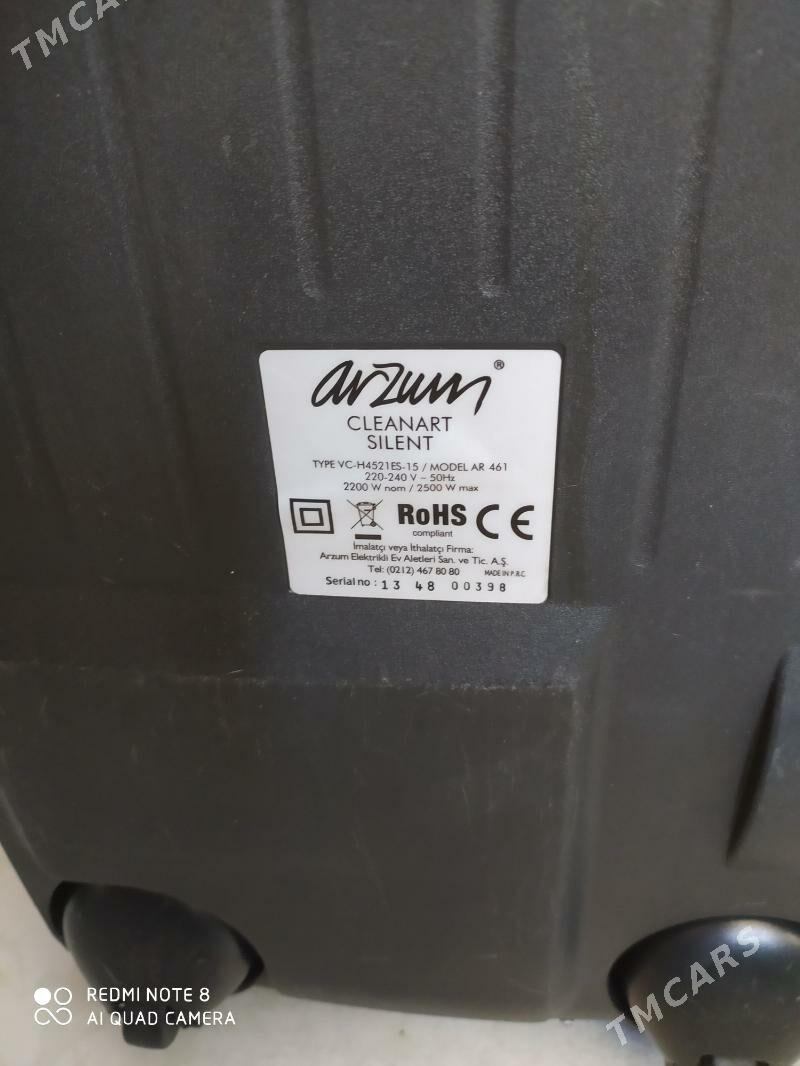 TMCARS
arzum®
CLEANART
SILENT
TYPE VC-H4521ES-15 / MODEL AR 461
220-240 V ~ 50Hz
2200 W nom / 2500 W max
RoHS CE
compliant
İmalatçı veya İthalatçı Firma:
Arzum Elektrikli Ev Aletleri San. ve Tic. A.Ş.
Tel: (0212) 467 80 80 MADE IN P.R.C
Serial no : 13 48 00398
REDMI NOTE 8
AI QUAD CAMERA
TMCARS